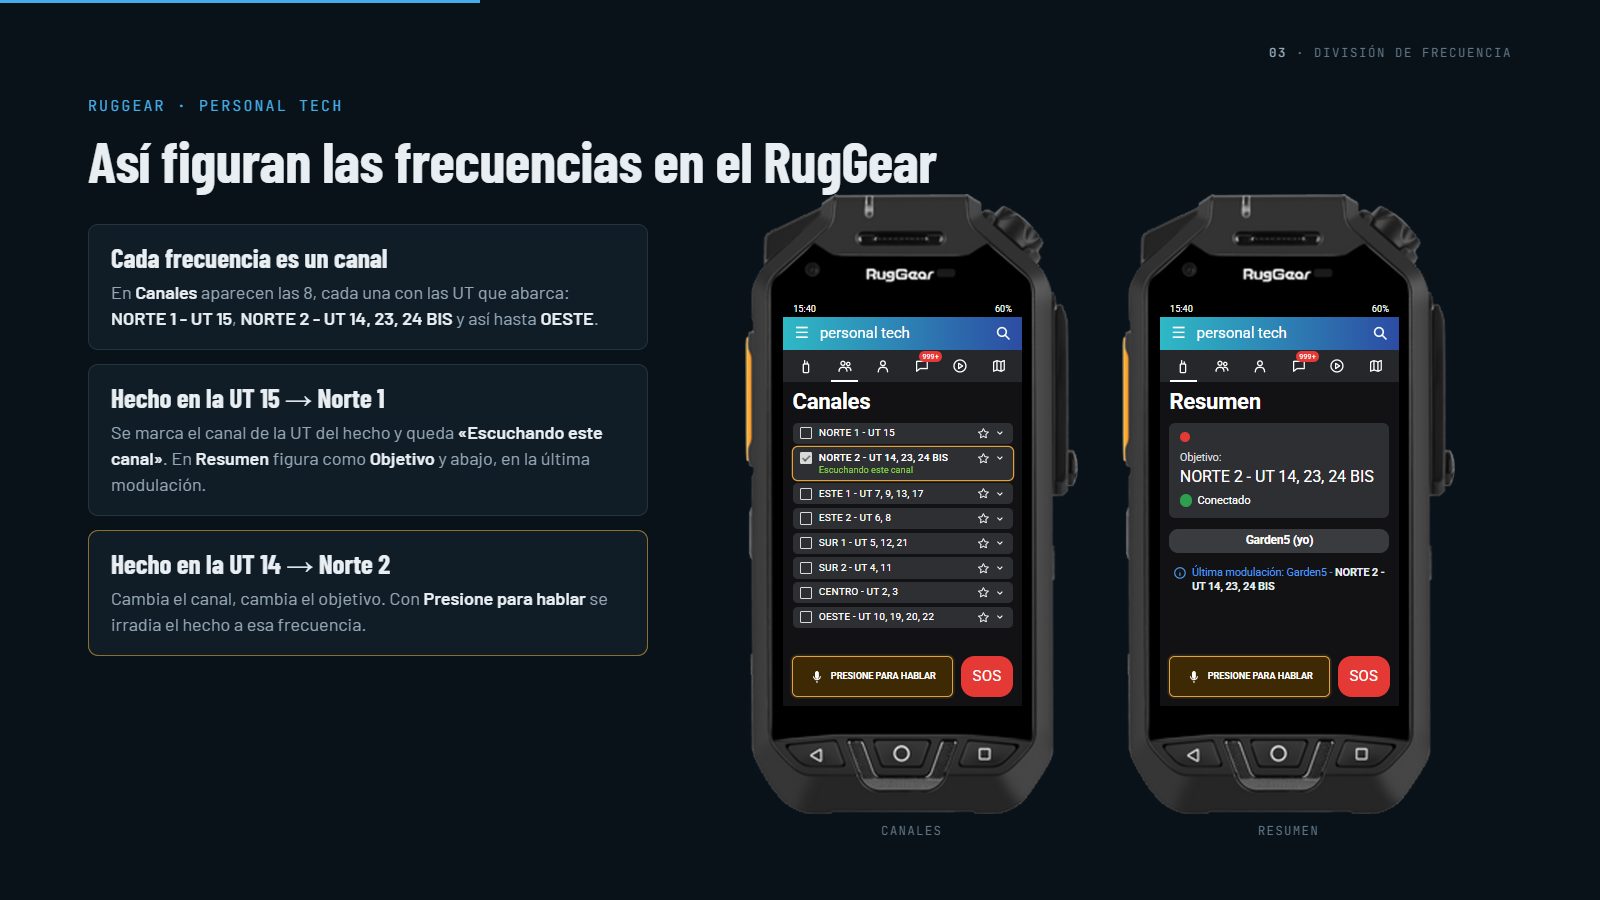 03 · DIVISIÓN DE FRECUENCIA
RUGGEAR · PERSONAL TECH
Así figuran las frecuencias en el RugGear
Cada frecuencia es un canal
En Canales aparecen las 8, cada una con las UT que abarca:
NORTE 1 - UT 15, NORTE 2 - UT 14, 23, 24 BIS y así hasta OESTE.
Hecho en la UT 15 → Norte 1
Se marca el canal de la UT del hecho y queda «Escuchando este
canal». En Resumen figura como Objetivo y abajo, en la última
modulación.
Hecho en la UT 14 → Norte 2
Cambia el canal, cambia el objetivo. Con Presione para hablar se
irradia el hecho a esa frecuencia.
RugGear
15:40 60%
personal tech
999+
Canales
NORTE 1 - UT 15
NORTE 2 - UT 14, 23, 24 BIS
Escuchando este canal
ESTE 1 - UT 7, 9, 13, 17
ESTE 2 - UT 6, 8
SUR 1 - UT 5, 12, 21
SUR 2 - UT 4, 11
CENTRO - UT 2, 3
OESTE - UT 10, 19, 20, 22
PRESIONE PARA HABLAR SOS
CANALES
RugGear
15:40 60%
personal tech
999+
Resumen
Objetivo:
NORTE 2 - UT 14, 23, 24 BIS
Conectado
Garden5 (yo)
Última modulación: Garden5 - NORTE 2 -
UT 14, 23, 24 BIS
PRESIONE PARA HABLAR SOS
RESUMEN